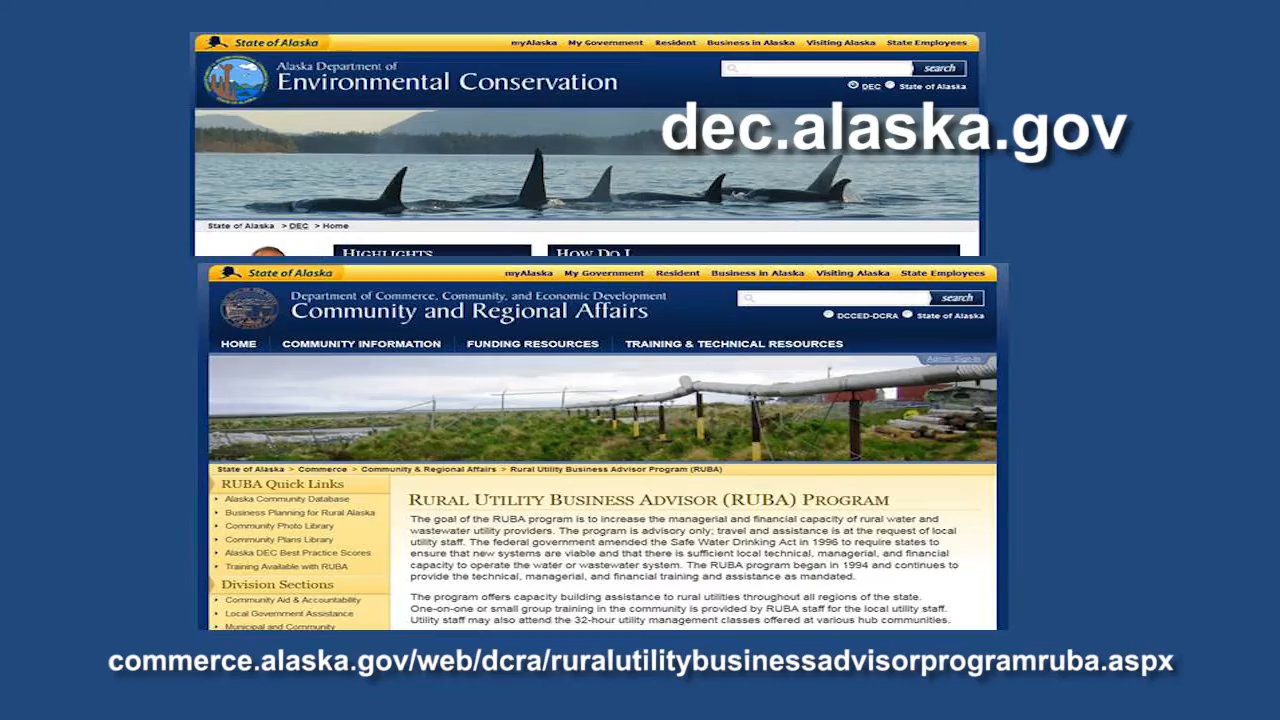 State of Alaska
myAlaska My Government Resident Business in Alaska Visiting Alaska State Employees
Alaska Department of
Environmental Conservation
search
DEC State of Alaska
dec.alaska.gov
State of Alaska > DEC > Home
HIGHLIGHTS HOW DO I
State of Alaska
myAlaska My Government Resident Business in Alaska Visiting Alaska State Employees
Department of Commerce, Community, and Economic Development
Community and Regional Affairs
search
DCCED-DCRA State of Alaska
HOME COMMUNITY INFORMATION FUNDING RESOURCES TRAINING & TECHNICAL RESOURCES
Admin Sign-In
State of Alaska > Commerce > Community & Regional Affairs > Rural Utility Business Advisor Program (RUBA)
RUBA Quick Links
Alaska Community Database
Business Planning for Rural Alaska
Community Photo Library
Community Plans Library
Alaska DEC Best Practice Scores
Training Available with RUBA
Division Sections
Community Aid & Accountability
Local Government Assistance
Municipal and Community
RURAL UTILITY BUSINESS ADVISOR (RUBA) PROGRAM
The goal of the RUBA program is to increase the managerial and financial capacity of rural water and
wastewater utility providers. The program is advisory only; travel and assistance is at the request of local
utility staff. The federal government amended the Safe Water Drinking Act in 1996 to require states to
ensure that new systems are viable and that there is sufficient local technical, managerial, and financial
capacity to operate the water or wastewater system. The RUBA program began in 1994 and continues to
provide the technical, managerial, and financial training and assistance as mandated.
The program offers capacity building assistance to rural utilities throughout all regions of the state.
One-on-one or small group training in the community is provided by RUBA staff for the local utility staff.
Utility staff may also attend the 32-hour utility management classes offered at various hub communities.
commerce.alaska.gov/web/dcra/ruralutilitybusinessadvisorprogramruba.aspx